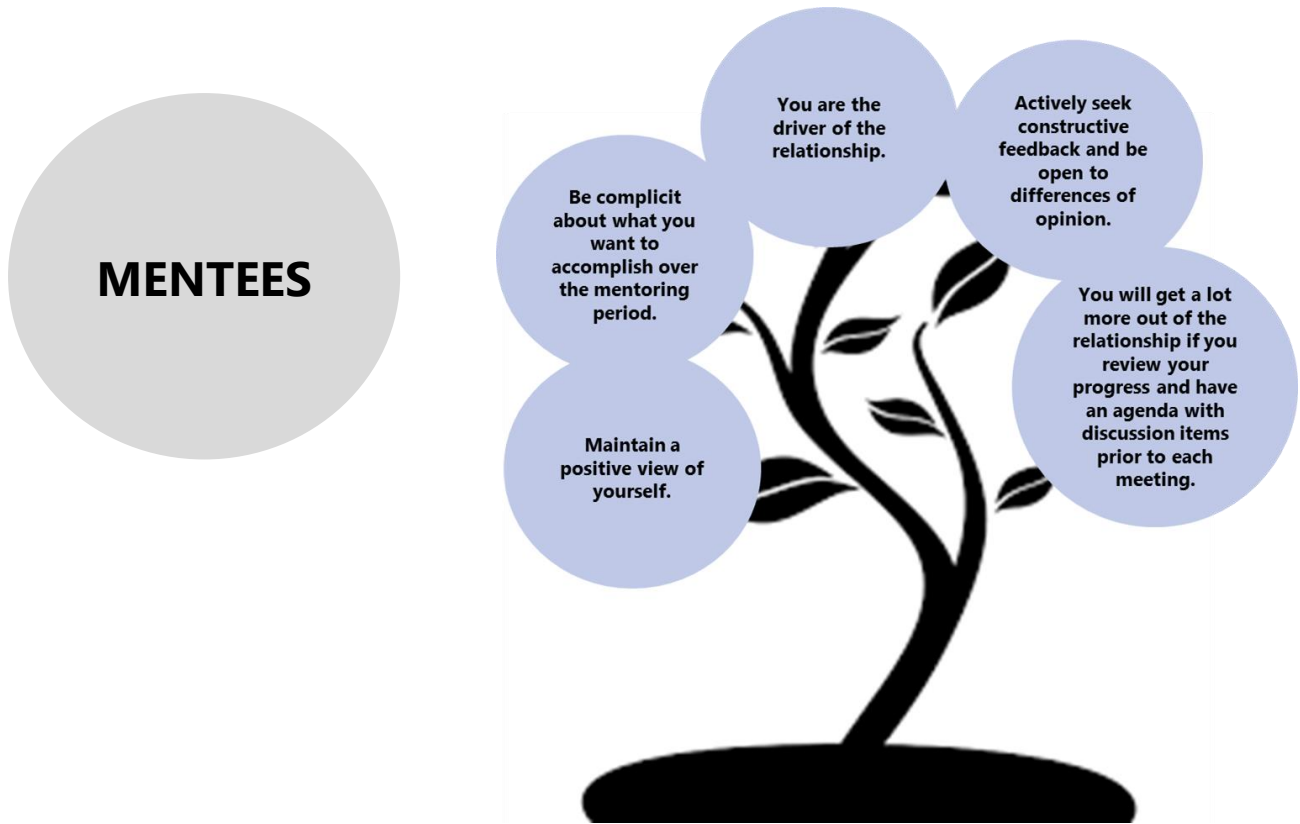 MENTEES
You are the
driver of the
relationship.
Actively seek
constructive
feedback and be
open to
differences of
opinion.
Be complicit
about what you
want to
accomplish over
the mentoring
period.
You will get a lot
more out of the
relationship if you
review your
progress and have
an agenda with
discussion items
prior to each
meeting.
Maintain a
positive view of
yourself.